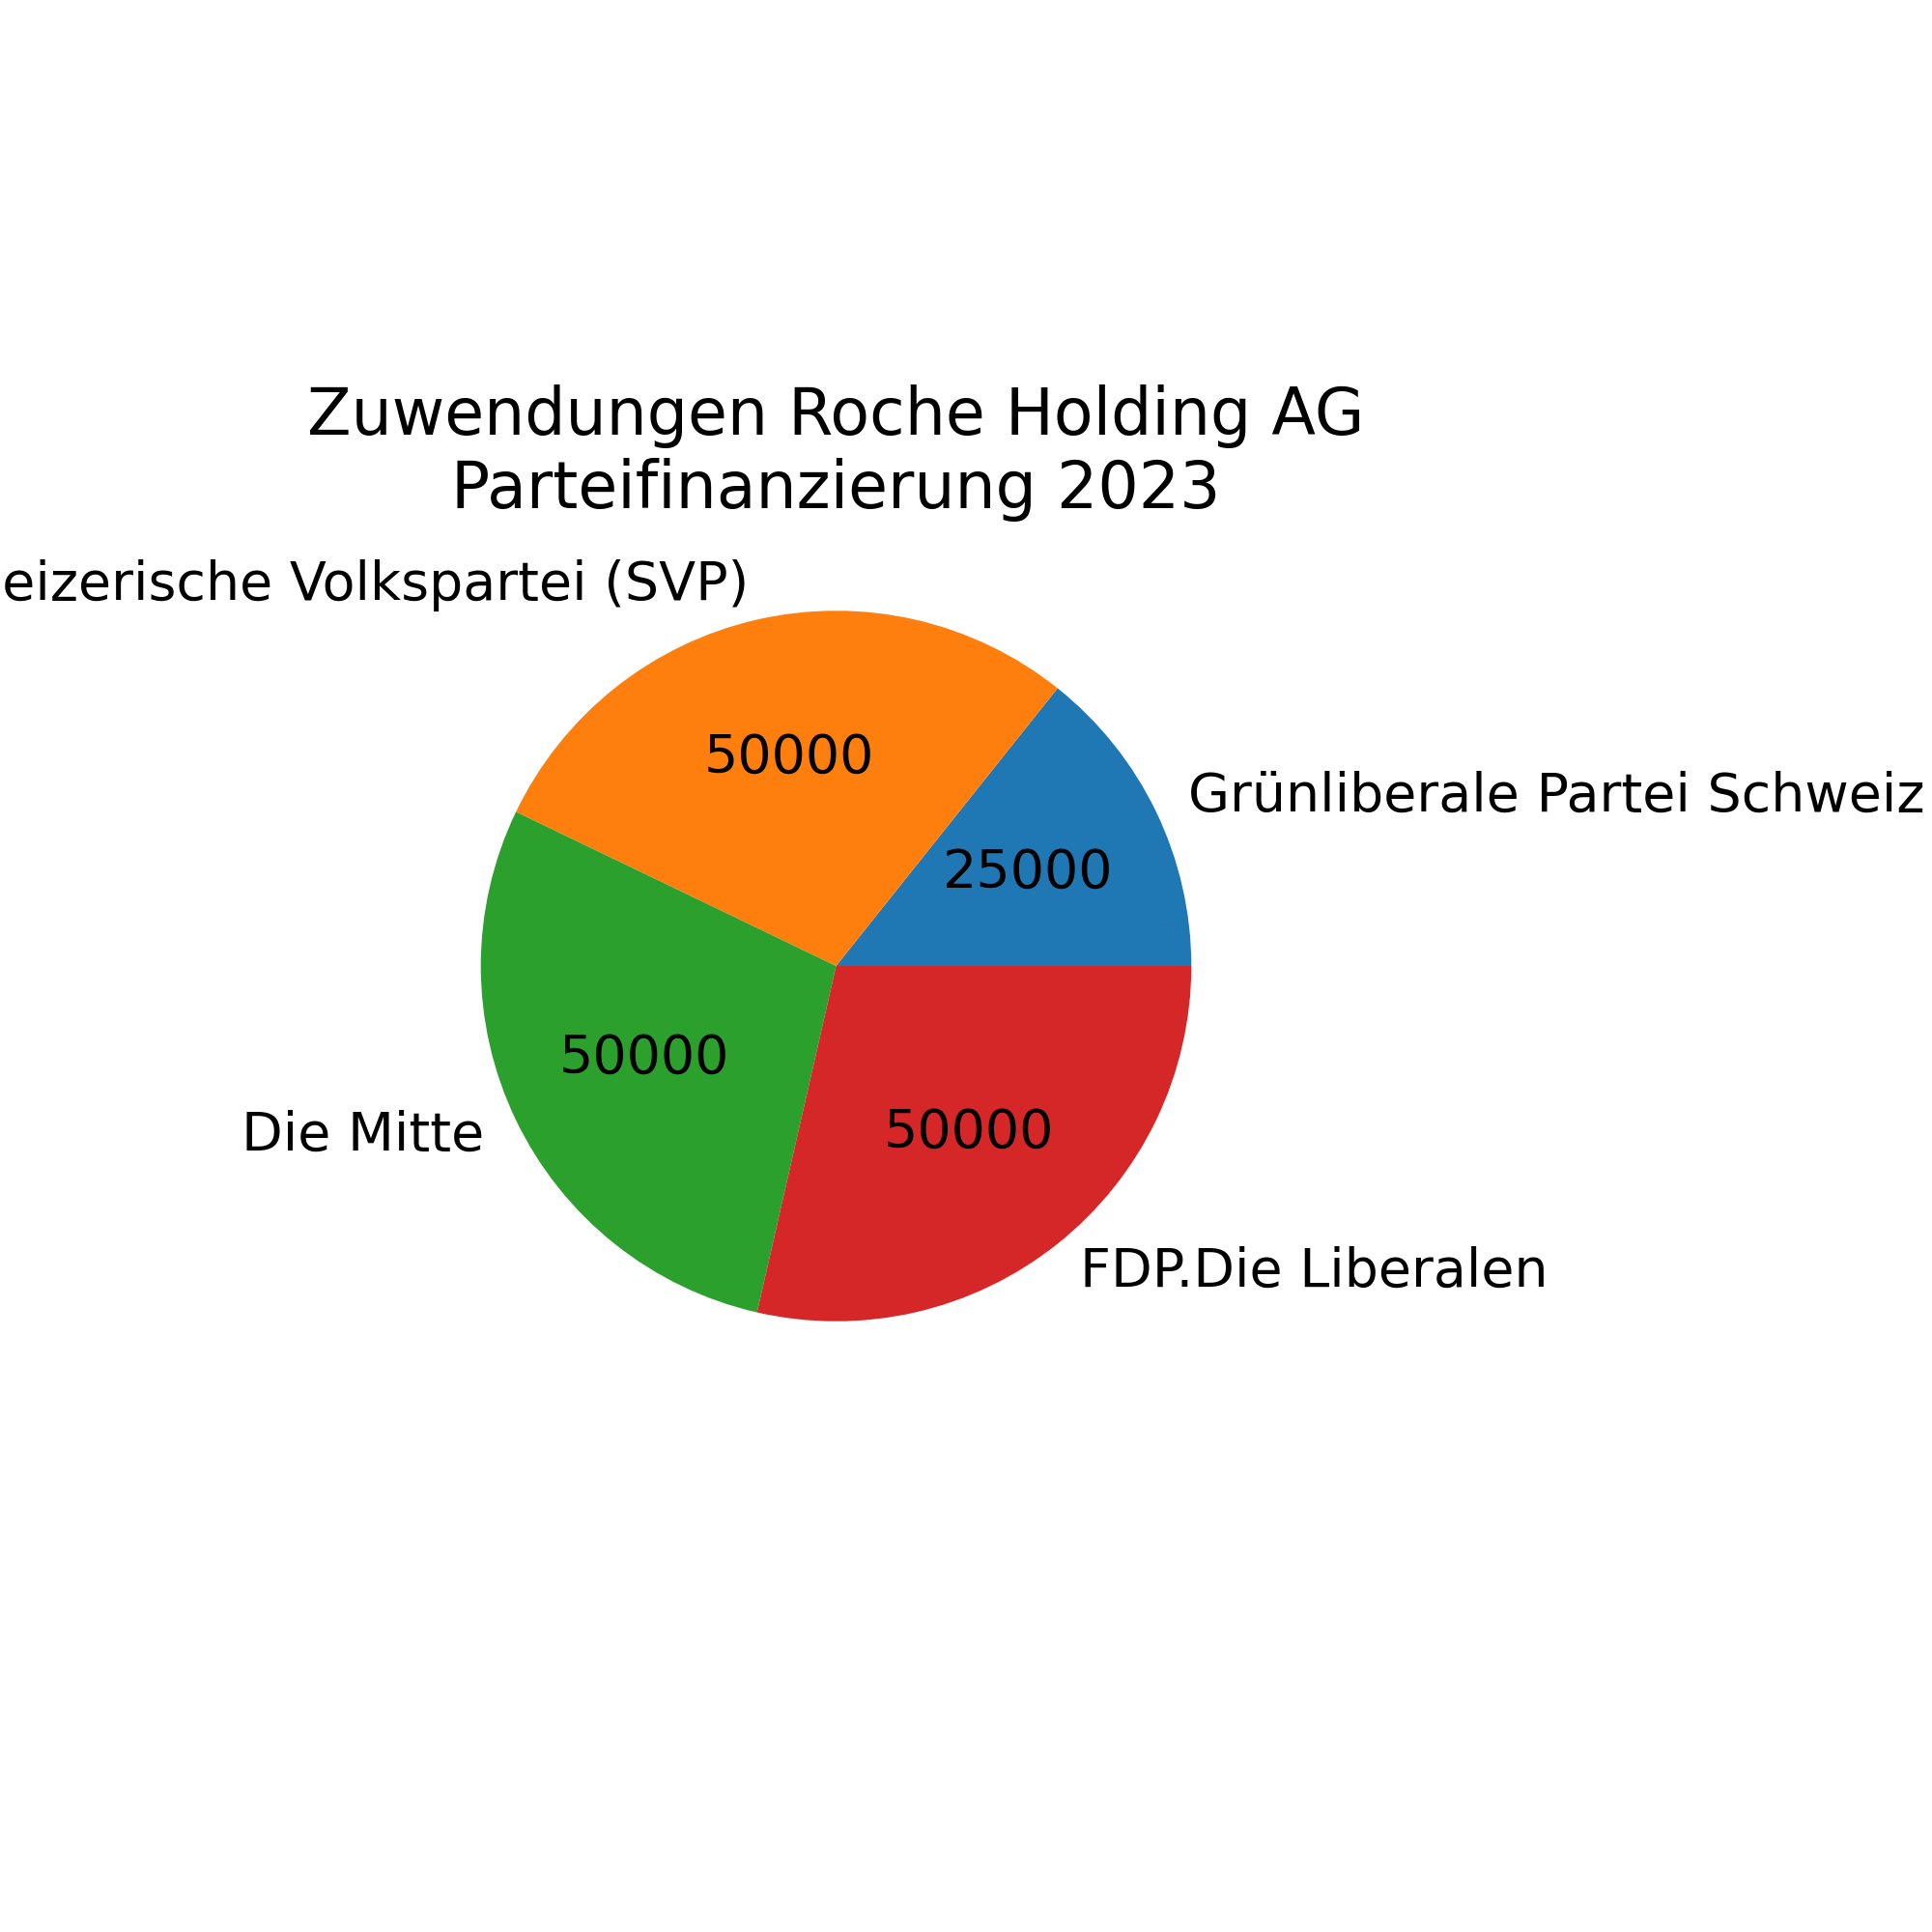 Zuwendungen Roche Holding AG
Parteifinanzierung 2023
eizerische Volkspartei (SVP)
50000
Grünliberale Partei Schweiz
25000
50000
Die Mitte
50000
FDP.Die Liberalen